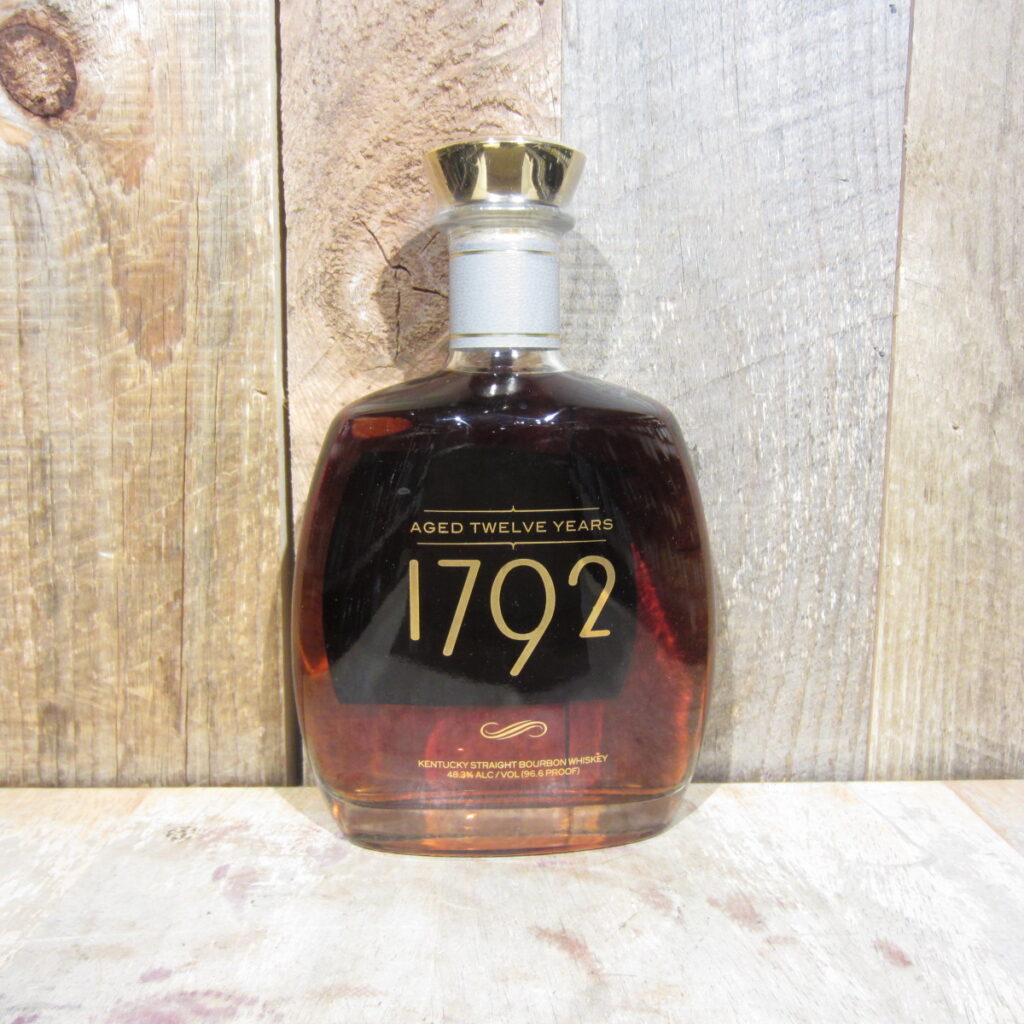 AGED TWELVE YEARS
1792
KENTUCKY STRAIGHT BOURBON WHISKEY
48.3% ALC / VOL (96.6 PROOF)